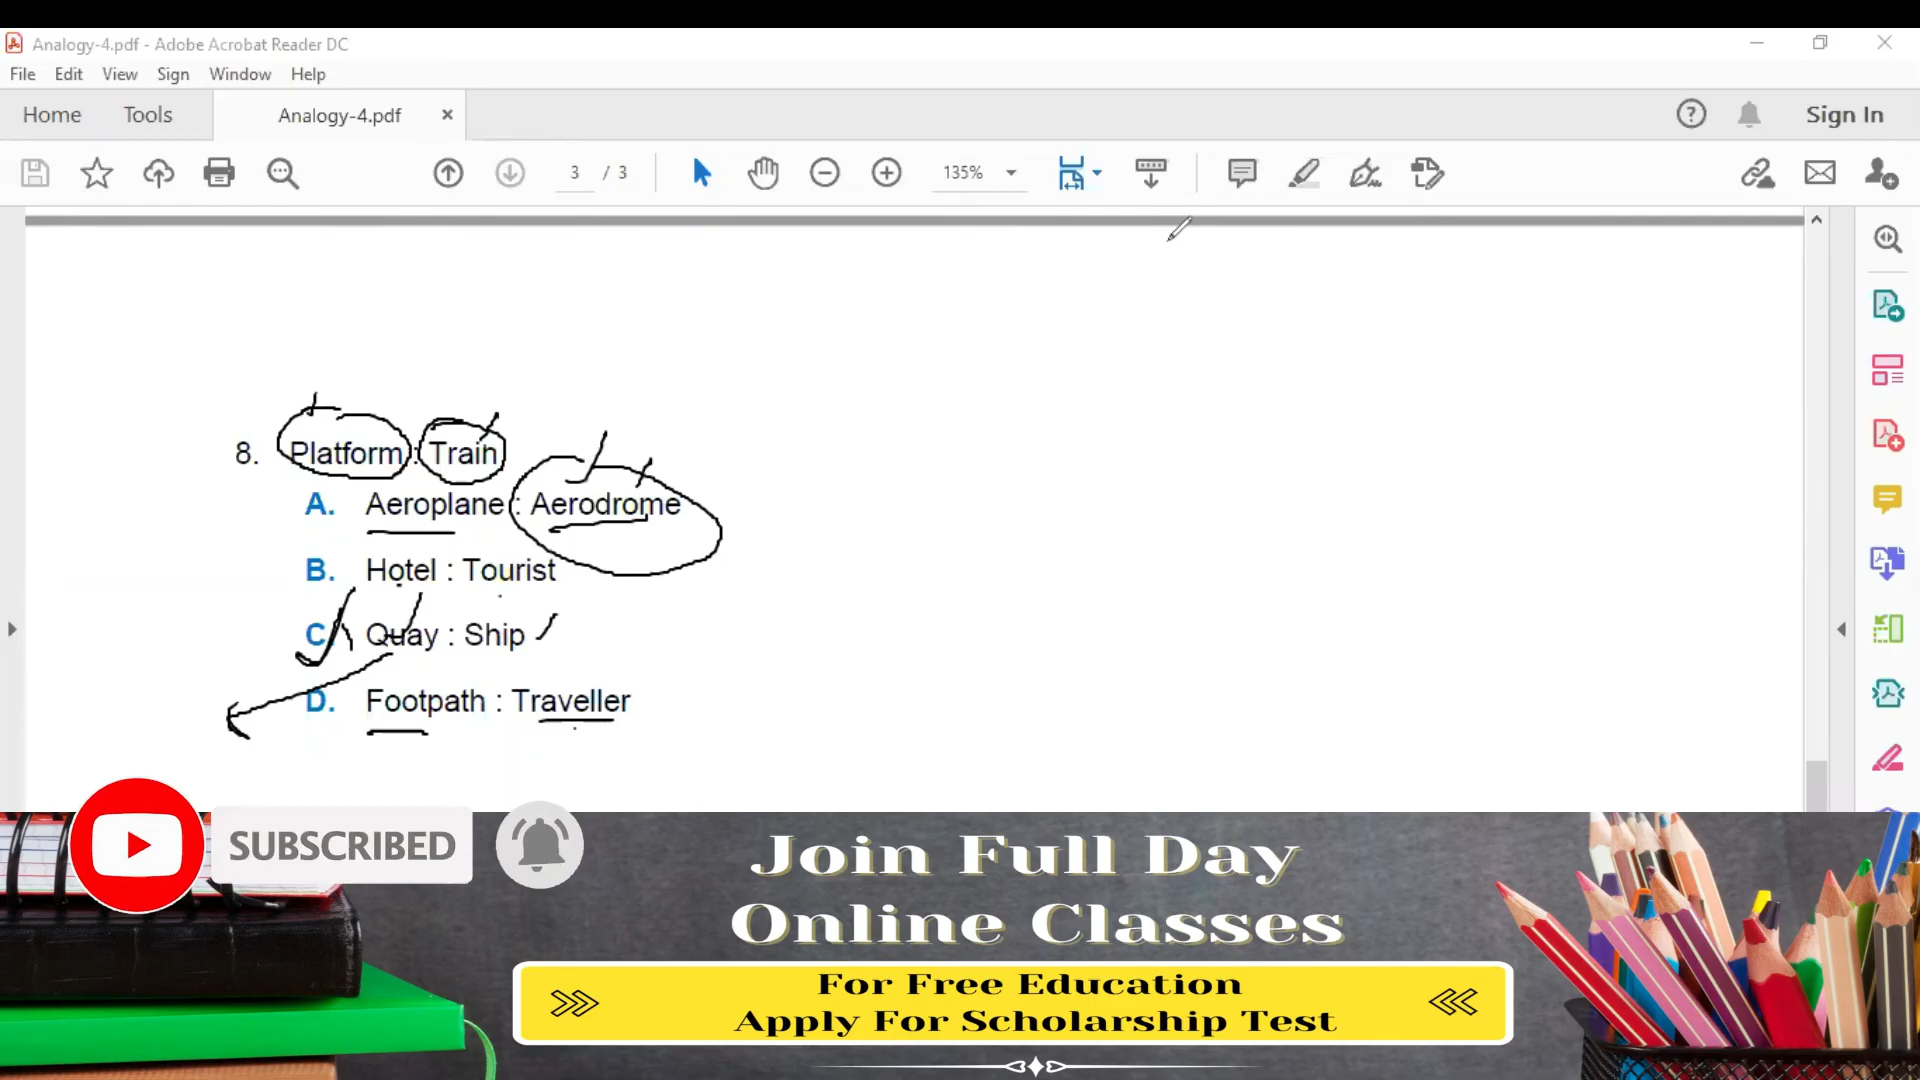 Analogy-4.pdf - Adobe Acrobat Reader DC
File Edit View Sign Window Help
Home Tools Analogy-4.pdf × Sign In
3 / 3 135%
8. Platform : Train
A. Aeroplane : Aerodrome
B. Hotel : Tourist
C. Quay : Ship
D. Footpath : Traveller
SUBSCRIBED
Join Full Day
Online Classes
For Free Education
Apply For Scholarship Test